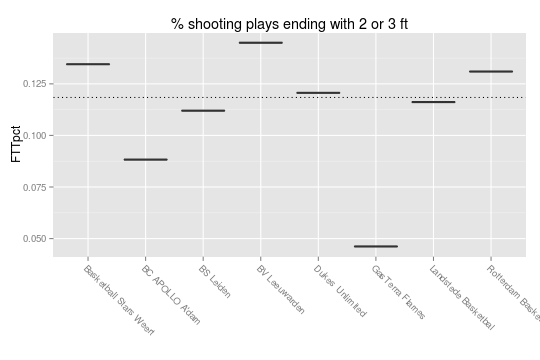 % shooting plays ending with 2 or 3 ft
FTTpct
0.125
0.100
0.075
0.050
Basketball Stars Weert
BC APOLLO A'dam
BS Leiden
BV Leeuwarden
Dukes Unlimited
GasTerra Flames
Landstede Basketbal
Rotterdam Baske